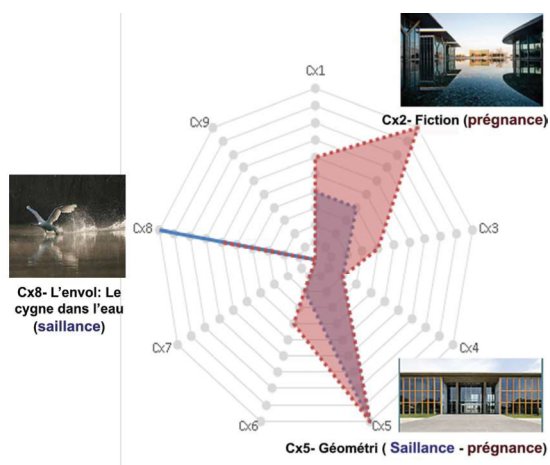 Cx1
Cx2- Fiction (prégnance)
Cx9
Cx8
Cx3
Cx8- L'envol: Le
cygne dans l'eau
(saillance)
Cx7
Cx4
Cx6
Cx5
Cx5- Géométri ( Saillance - prégnance)